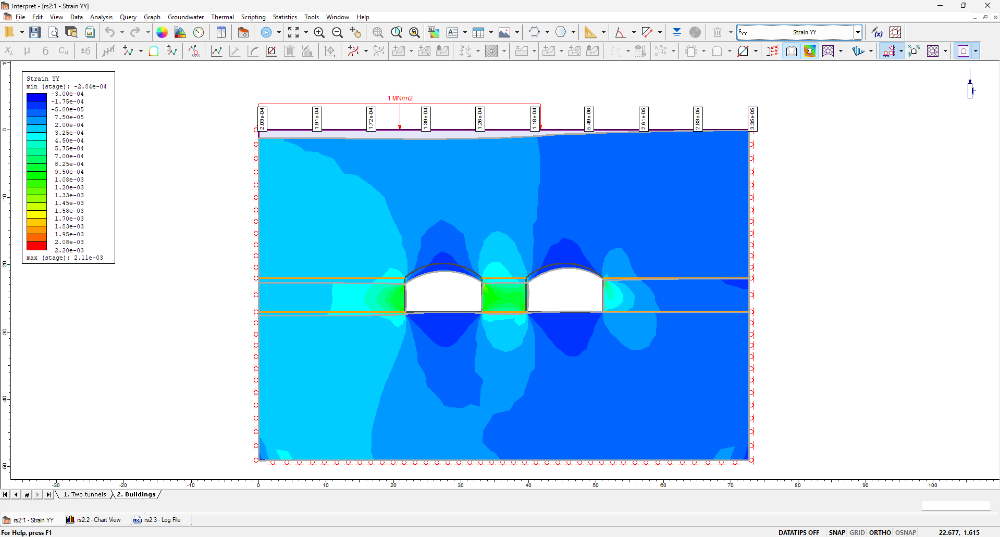 Interpret - [rs2:1 - Strain YY]
File Edit View Data Analysis Query Graph Groundwater Thermal Scripting Statistics Tools Window Help
εYY Strain YY
Strain YY
min (stage): -2.84e-04
-3.00e-04
-1.75e-04
-5.00e-05
7.50e-05
2.00e-04
3.25e-04
4.50e-04
5.75e-04
7.00e-04
8.25e-04
9.50e-04
1.08e-03
1.20e-03
1.33e-03
1.45e-03
1.58e-03
1.70e-03
1.83e-03
1.95e-03
2.08e-03
2.20e-03
max (stage): 2.11e-03
1 MN/m2
2.03e-04 1.91e-04 1.72e-04 1.39e-04 1.26e-04 1.18e-04 5.49e-06 2.61e-05 2.83e-05 3.35e-05
10
0
-10
-20
-30
-40
-50
-30 -20 -10 0 10 20 30 40 50 60 70 80 90 100
1. Two tunnels 2. Buildings
rs2:1 - Strain YY rs2:2 - Chart View rs2:3 - Log File
For Help, press F1 DATATIPS OFF SNAP GRID ORTHO OSNAP 22.677, 1.615